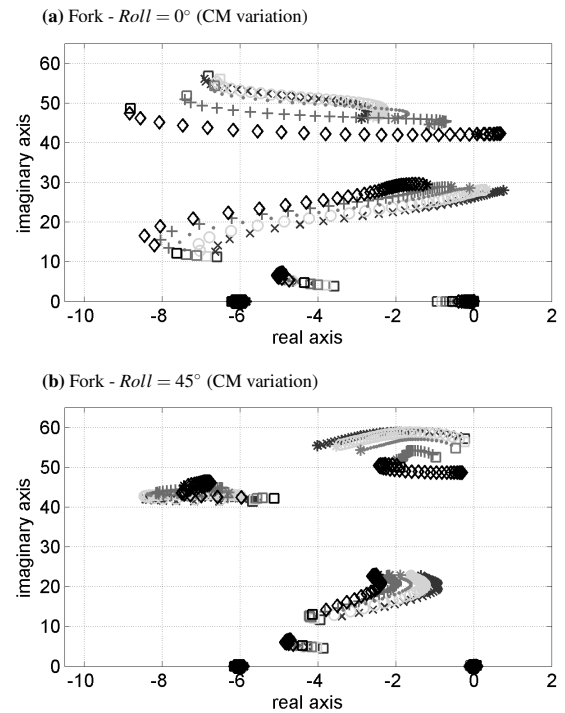 (a) Fork - Roll = 0° (CM variation)
60
50
40
30
20
10
0
imaginary axis
-10 -8 -6 -4 -2 0 2
real axis
(b) Fork - Roll = 45° (CM variation)
60
50
40
30
20
10
0
imaginary axis
-10 -8 -6 -4 -2 0 2
real axis